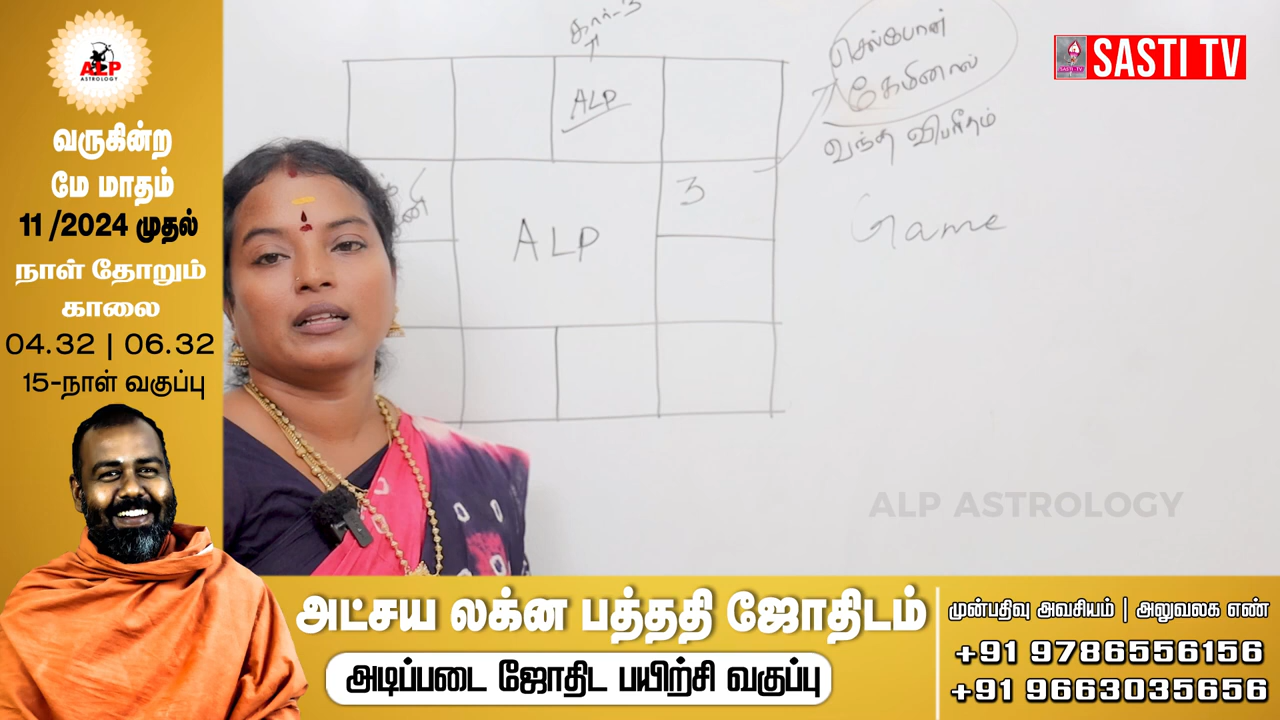 ALP
ASTROLOGY
வருகின்ற
மே மாதம்
11 /2024 முதல்
நாள் தோறும்
காலை
04.32 | 06.32
15-நாள் வகுப்பு
ALP
3
ALP
செல்போன்
கேமினால்
வந்த விபரீதம்
Game
SASTI TV
ALP ASTROLOGY
அட்சய லக்ன பத்ததி ஜோதிடம்
அடிப்படை ஜோதிட பயிற்சி வகுப்பு
முன்பதிவு அவசியம் | அலுவலக எண்
+91 9786556156
+91 9663035656